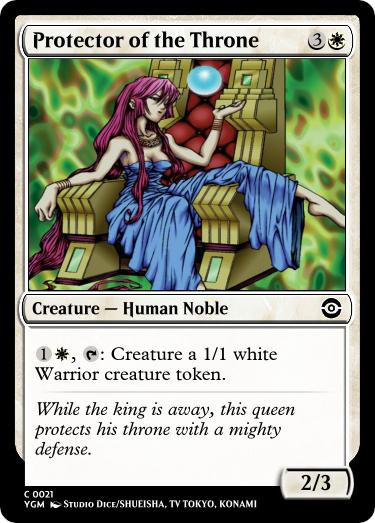 Protector of the Throne 3
Creature — Human Noble
1, : Creature a 1/1 white
Warrior creature token.
While the king is away, this queen
protects his throne with a mighty
defense.
2/3
C 0021
YGM Studio Dice/SHUEISHA, TV TOKYO, KONAMI